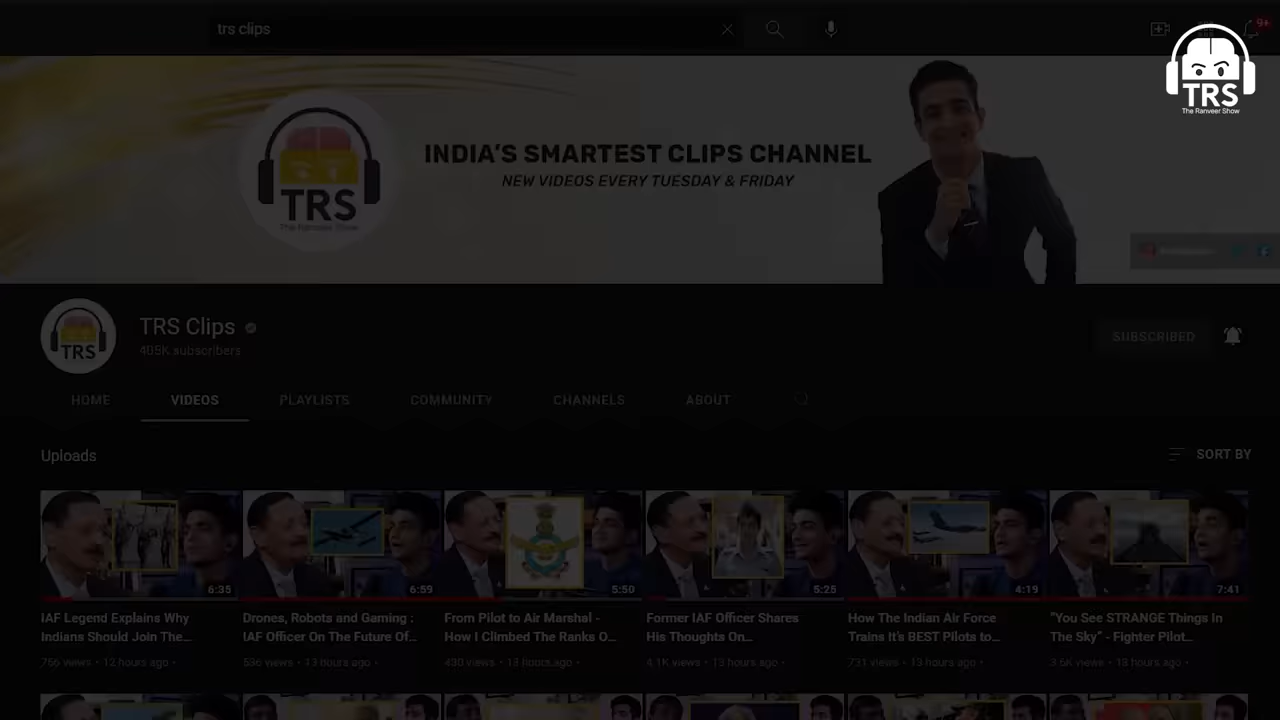 trs clips
9+
TRS
The Ranveer Show
TRS
The Ranveer Show
INDIA'S SMARTEST CLIPS CHANNEL
NEW VIDEOS EVERY TUESDAY & FRIDAY
TRS
TRS Clips
405K subscribers
SUBSCRIBED
HOME
VIDEOS
PLAYLISTS
COMMUNITY
CHANNELS
ABOUT
Uploads
SORT BY
6:35
6:59
5:50
5:25
4:19
7:41
IAF Legend Explains Why
Indians Should Join The...
756 views • 12 hours ago
Drones, Robots and Gaming :
IAF Officer On The Future Of...
536 views • 13 hours ago
From Pilot to Air Marshal -
How I Climbed The Ranks O...
views • 13 hours ago
Former IAF Officer Shares
His Thoughts On...
4.1K views • 13 hours ago
How The Indian Air Force
Trains It's BEST Pilots to...
731 views • 13 hours ago
"You See STRANGE Things In
The Sky" - Fighter Pilot...
3.6K views • 13 hours ago